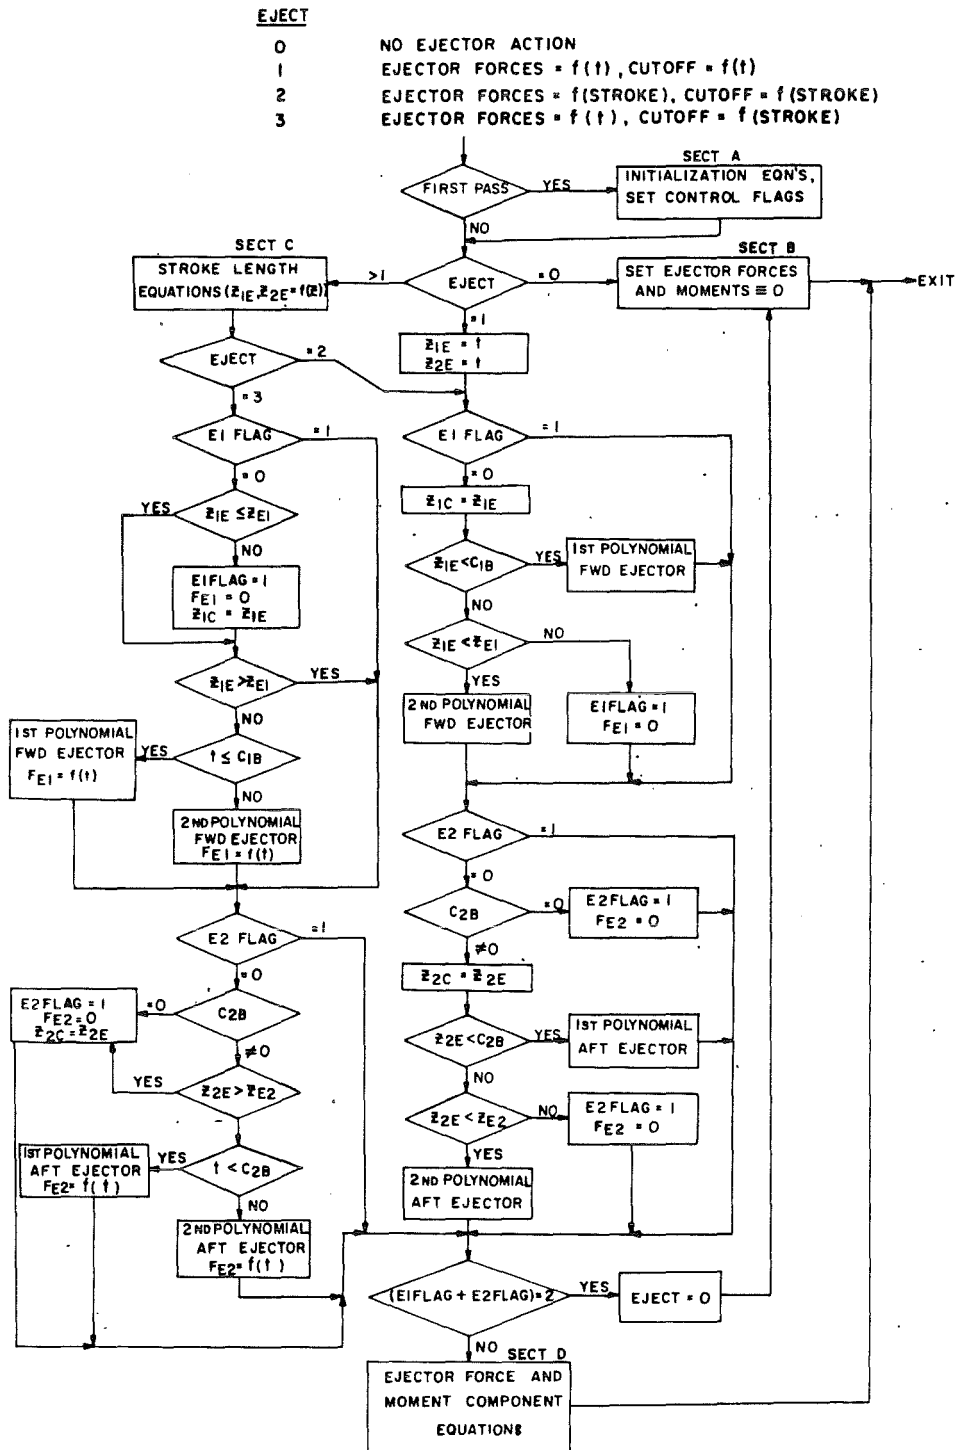 EJECT
0 NO EJECTOR ACTION
1 EJECTOR FORCES = f(t), CUTOFF = f(t)
2 EJECTOR FORCES = f(STROKE), CUTOFF = f(STROKE)
3 EJECTOR FORCES = f(t), CUTOFF = f(STROKE)
FIRST PASS
YES
NO
SECT A
INITIALIZATION EQN'S,
SET CONTROL FLAGS
SECT C
STROKE LENGTH
EQUATIONS (z1E, z2E = f(z))
>1
EJECT
=0
=1
SECT B
SET EJECTOR FORCES
AND MOMENTS ≡ 0
EXIT
z1E = t
z2E = t
EJECT
=2
=3
E1 FLAG
=1
=0
z1E ≤ zE1
YES
NO
E1FLAG = 1
FE1 = 0
z1C = z1E
z1E > zE1
YES
NO
t ≤ C1B
YES
NO
1ST POLYNOMIAL
FWD EJECTOR
FE1 = f(t)
2ND POLYNOMIAL
FWD EJECTOR
FE1 = f(t)
E1 FLAG
=1
=0
z1C = z1E
z1E < C1B
YES
NO
1ST POLYNOMIAL
FWD EJECTOR
z1E < zE1
NO
YES
2ND POLYNOMIAL
FWD EJECTOR
E1FLAG = 1
FE1 = 0
E2 FLAG
=1
=0
C2B
=0
≠0
E2FLAG = 1
FE2 = 0
z2C = z2E
z2E < C2B
YES
NO
1ST POLYNOMIAL
AFT EJECTOR
z2E < zE2
NO
YES
E2FLAG = 1
FE2 = 0
2ND POLYNOMIAL
AFT EJECTOR
E2 FLAG
=1
=0
C2B
=0
≠0
E2FLAG = 1
FE2 = 0
z2C = z2E
z2E > zE2
YES
t < C2B
YES
NO
1ST POLYNOMIAL
AFT EJECTOR
FE2 = f(t)
2ND POLYNOMIAL
AFT EJECTOR
FE2 = f(t)
(E1FLAG + E2FLAG) = 2
YES
NO
EJECT = 0
SECT D
EJECTOR FORCE AND
MOMENT COMPONENT
EQUATIONS